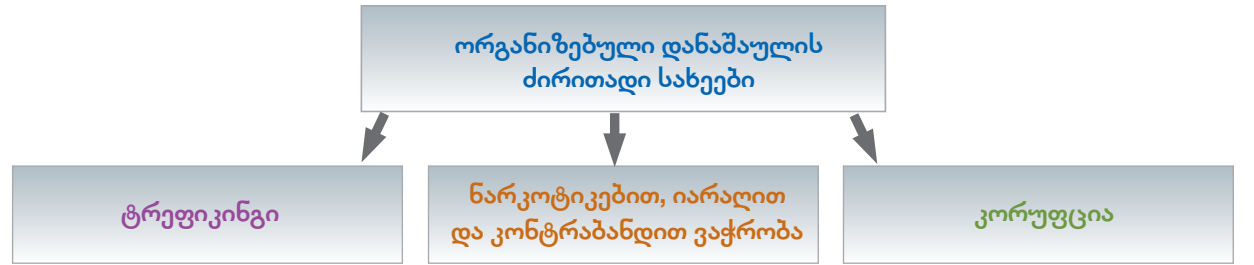 ორგანიზებული დანაშაულის
ძირითადი სახეები
ტრეფიკინგი
ნარკოტიკებით, იარაღით
და კონტრაბანდით ვაჭრობა
კორუფცია